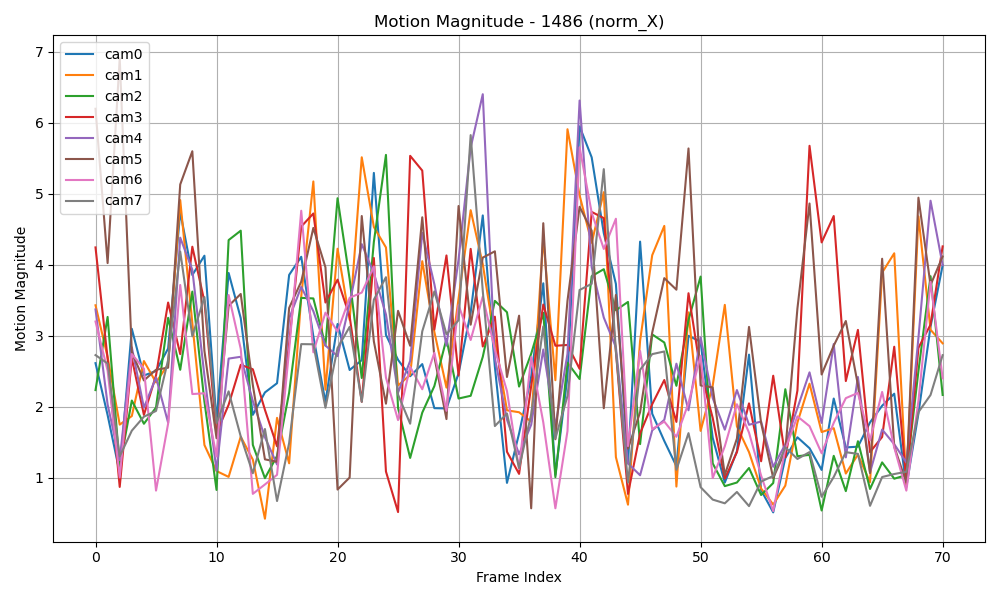 Motion Magnitude - 1486 (norm_X)
Motion Magnitude
7
6
5
4
3
2
1
cam0
cam1
cam2
cam3
cam4
cam5
cam6
cam7
0 10 20 30 40 50 60 70
Frame Index